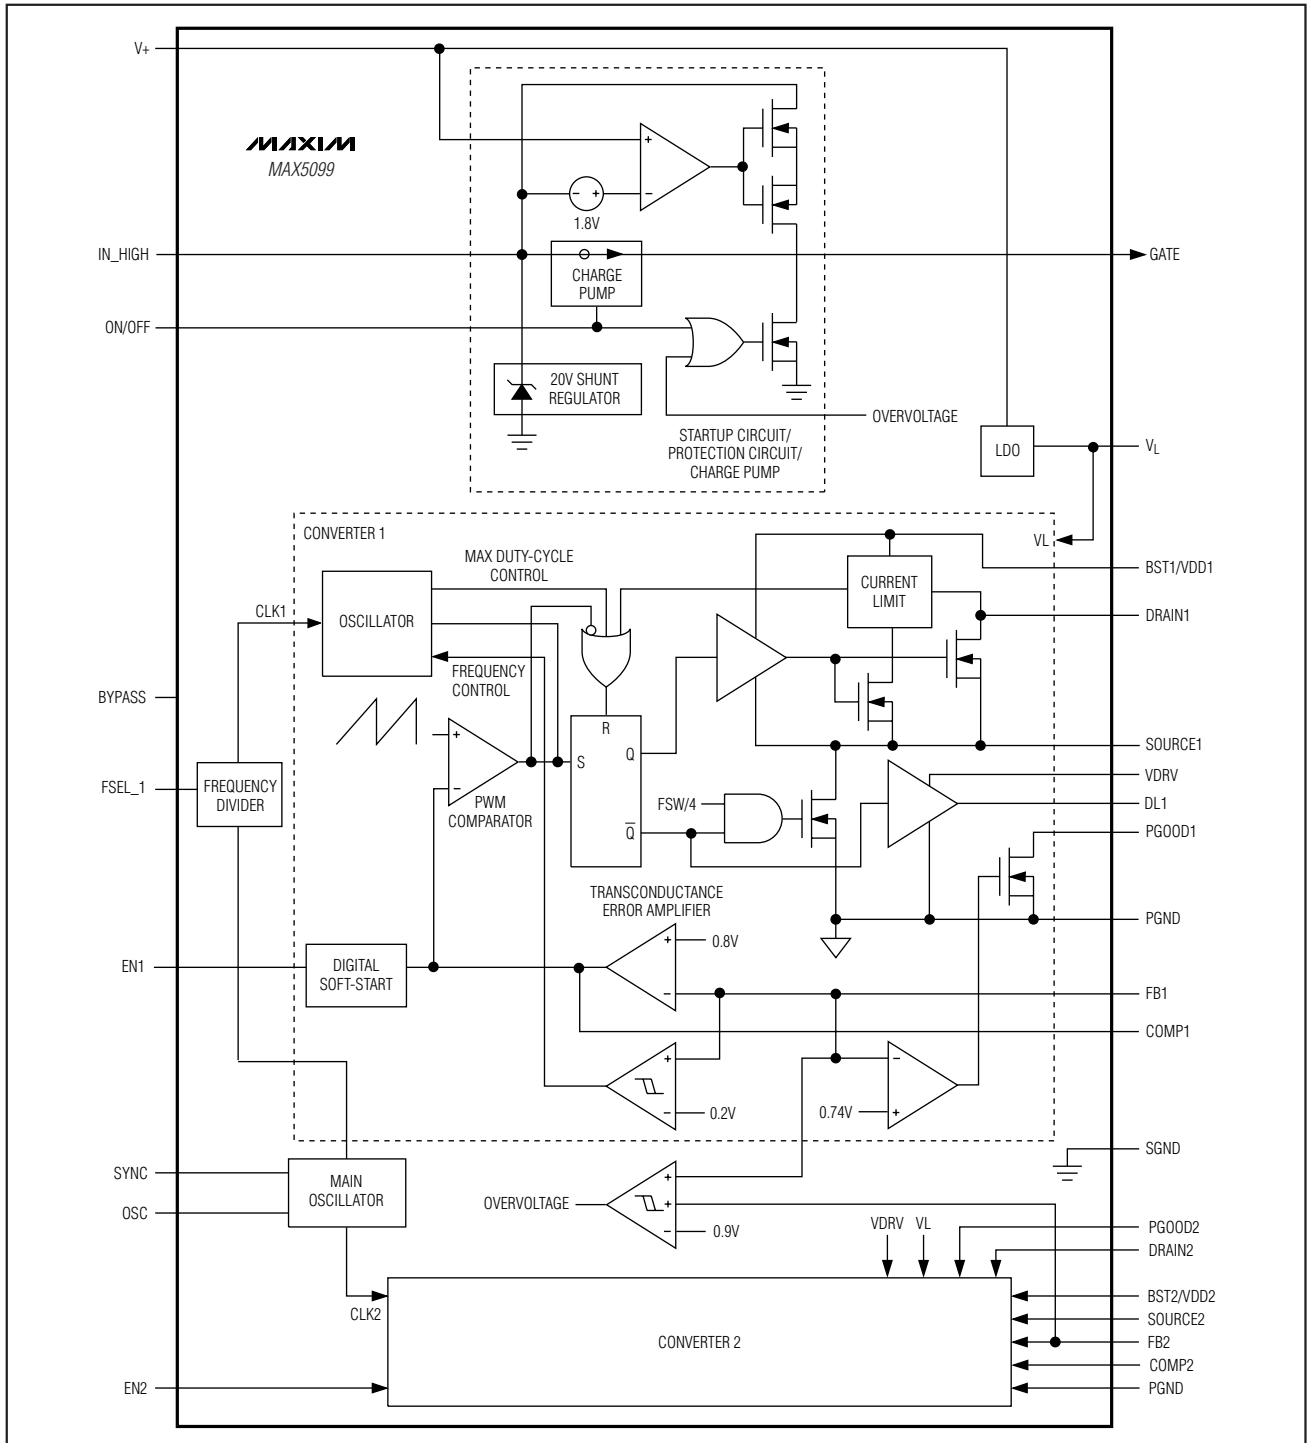 V+
MAXIM
MAX5099
+
−
− +
1.8V
IN_HIGH
GATE
CHARGE
PUMP
ON/OFF
20V SHUNT
REGULATOR
OVERVOLTAGE
STARTUP CIRCUIT/
PROTECTION CIRCUIT/
CHARGE PUMP
LDO
VL
CONVERTER 1
VL
MAX DUTY-CYCLE
CONTROL
BST1/VDD1
CURRENT
LIMIT
CLK1
OSCILLATOR
DRAIN1
FREQUENCY
CONTROL
BYPASS
R
+
−
S
Q
Q̅
PWM
COMPARATOR
SOURCE1
FSEL_1
FREQUENCY
DIVIDER
VDRV
FSW/4
DL1
PGOOD1
TRANSCONDUCTANCE
ERROR AMPLIFIER
PGND
+
0.8V
EN1
DIGITAL
SOFT-START
−
FB1
COMP1
+
−
0.2V
−
+
0.74V
SGND
SYNC
OSC
MAIN
OSCILLATOR
OVERVOLTAGE
+
+
−
0.9V
VDRV
VL
PGOOD2
DRAIN2
CLK2
BST2/VDD2
SOURCE2
CONVERTER 2
FB2
COMP2
EN2
PGND